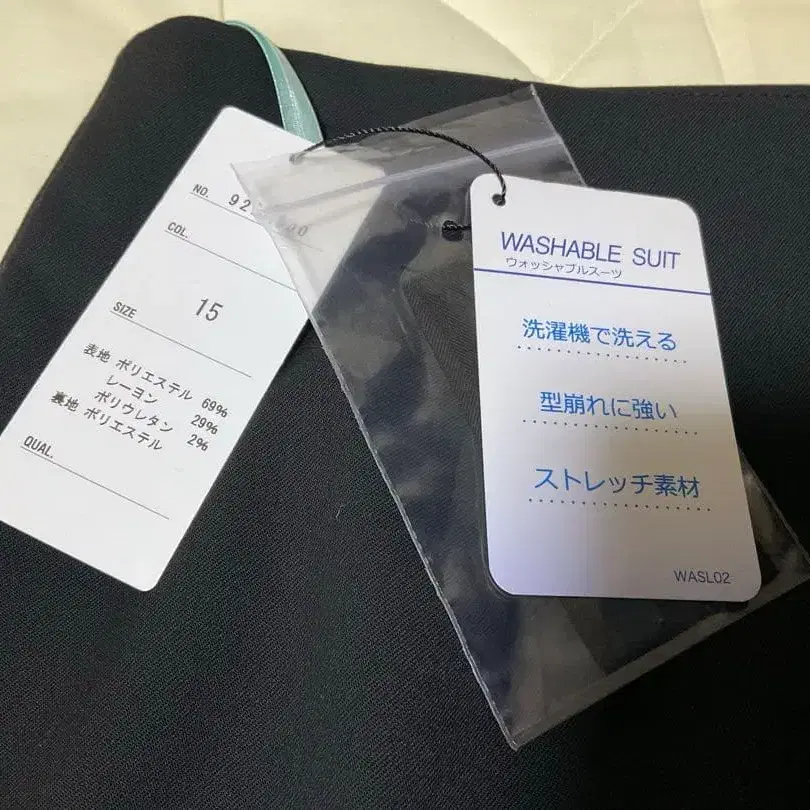 NO.
COL.
SIZE 15
表地 ポリエステル 69%
レーヨン 29%
ポリウレタン 2%
裏地 ポリエステル
QUAL.
WASHABLE SUIT
ウォッシャブルスーツ
洗濯機で洗える
型崩れに強い
ストレッチ素材
WASL02